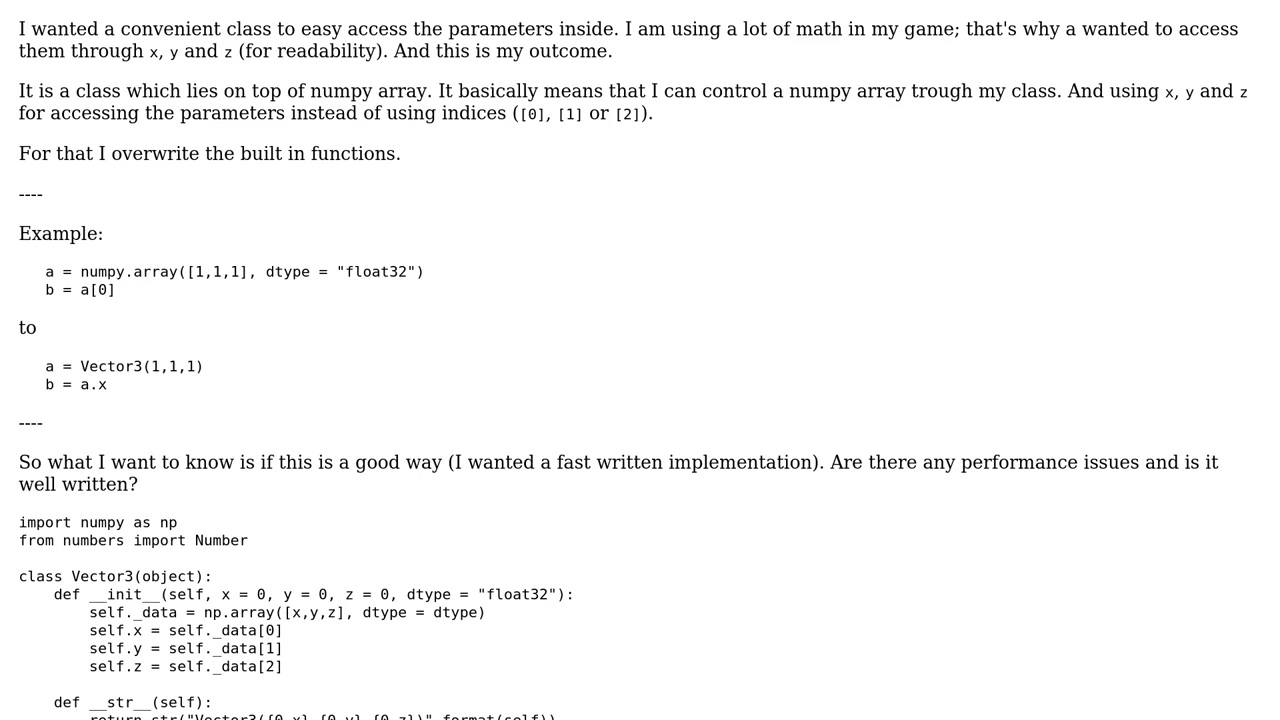 I wanted a convenient class to easy access the parameters inside. I am using a lot of math in my game; that's why a wanted to access
them through x, y and z (for readability). And this is my outcome.
It is a class which lies on top of numpy array. It basically means that I can control a numpy array trough my class. And using x, y and z
for accessing the parameters instead of using indices ([0], [1] or [2]).
For that I overwrite the built in functions.
----
Example:
a = numpy.array([1,1,1], dtype = "float32")
b = a[0]
to
a = Vector3(1,1,1)
b = a.x
----
So what I want to know is if this is a good way (I wanted a fast written implementation). Are there any performance issues and is it
well written?
import numpy as np
from numbers import Number
class Vector3(object):
    def __init__(self, x = 0, y = 0, z = 0, dtype = "float32"):
        self._data = np.array([x,y,z], dtype = dtype)
        self.x = self._data[0]
        self.y = self._data[1]
        self.z = self._data[2]
    def __str__(self):
        return str("Vector3({0.x},{0.y},{0.z})".format(self))